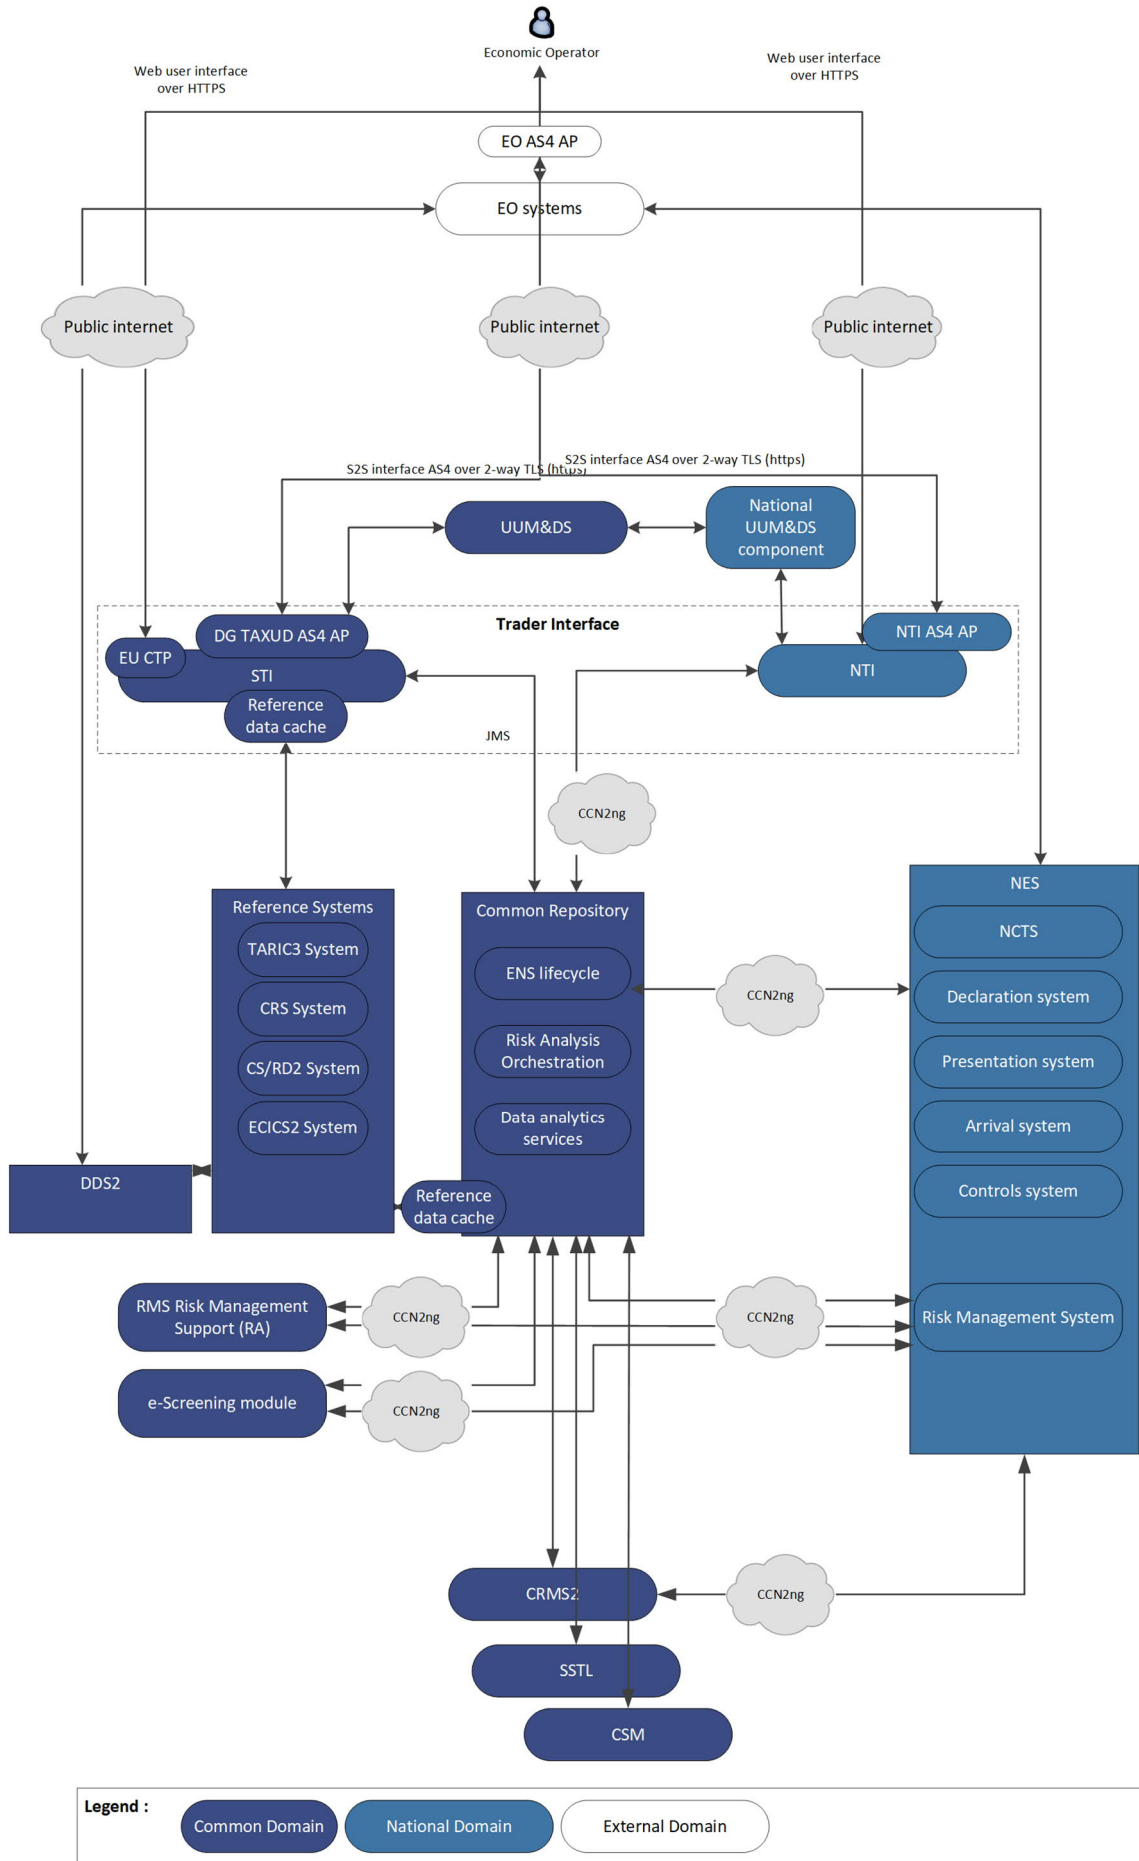 Economic Operator
Web user interface
over HTTPS
Web user interface
over HTTPS
EO AS4 AP
EO systems
Public internet
Public internet
Public internet
S2S interface AS4 over 2-way TLS (https)
S2S interface AS4 over 2-way TLS (https)
UUM&DS
National
UUM&DS
component
Trader Interface
DG TAXUD AS4 AP
NTI AS4 AP
EU CTP
STI
NTI
Reference
data cache
JMS
CCN2ng
Reference Systems
TARIC3 System
CRS System
CS/RD2 System
ECICS2 System
Common Repository
ENS lifecycle
Risk Analysis
Orchestration
Data analytics
services
Reference
data cache
CCN2ng
NES
NCTS
Declaration system
Presentation system
Arrival system
Controls system
Risk Management System
DDS2
RMS Risk Management
Support (RA)
CCN2ng
CCN2ng
e-Screening module
CCN2ng
CRMS2
CCN2ng
SSTL
CSM
Legend :
Common Domain
National Domain
External Domain